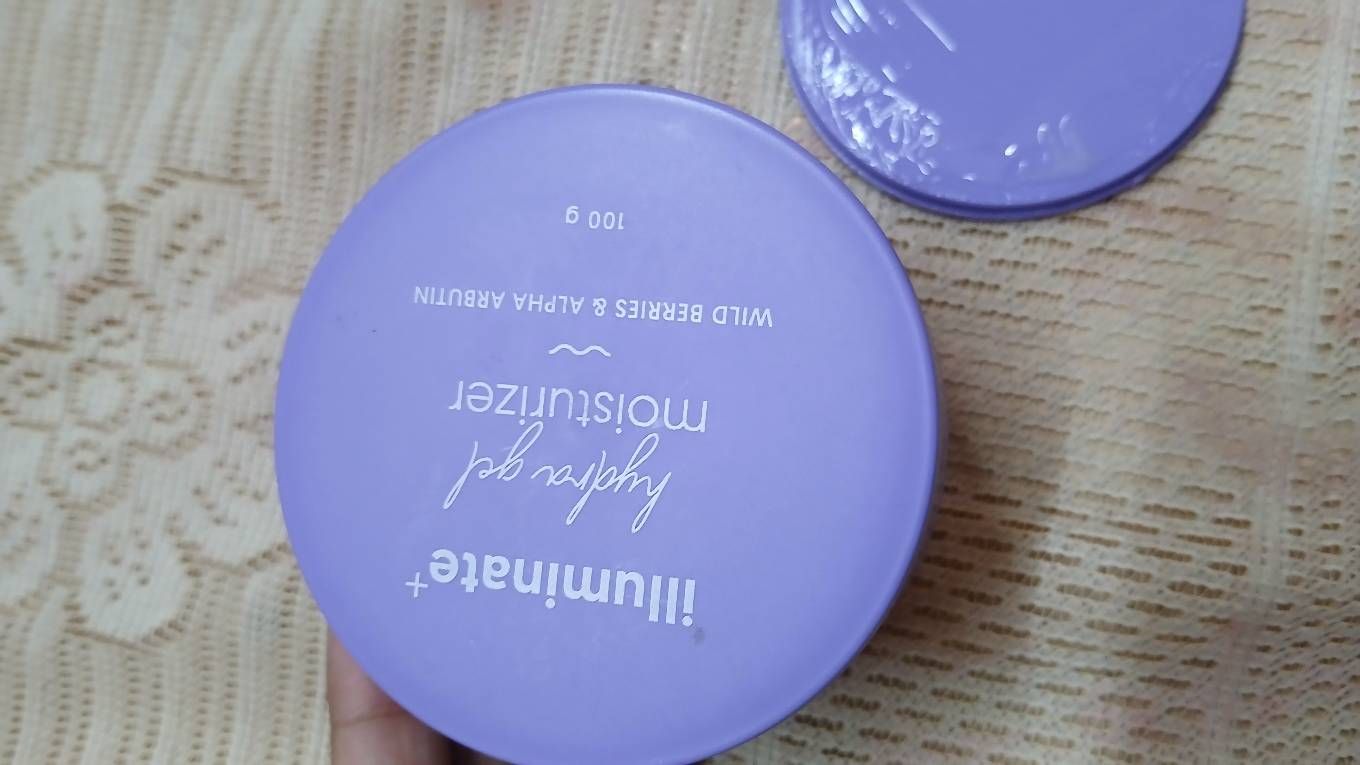 illuminate+
hydra gel
moisturizer
WILD BERRIES & ALPHA ARBUTIN
100 g